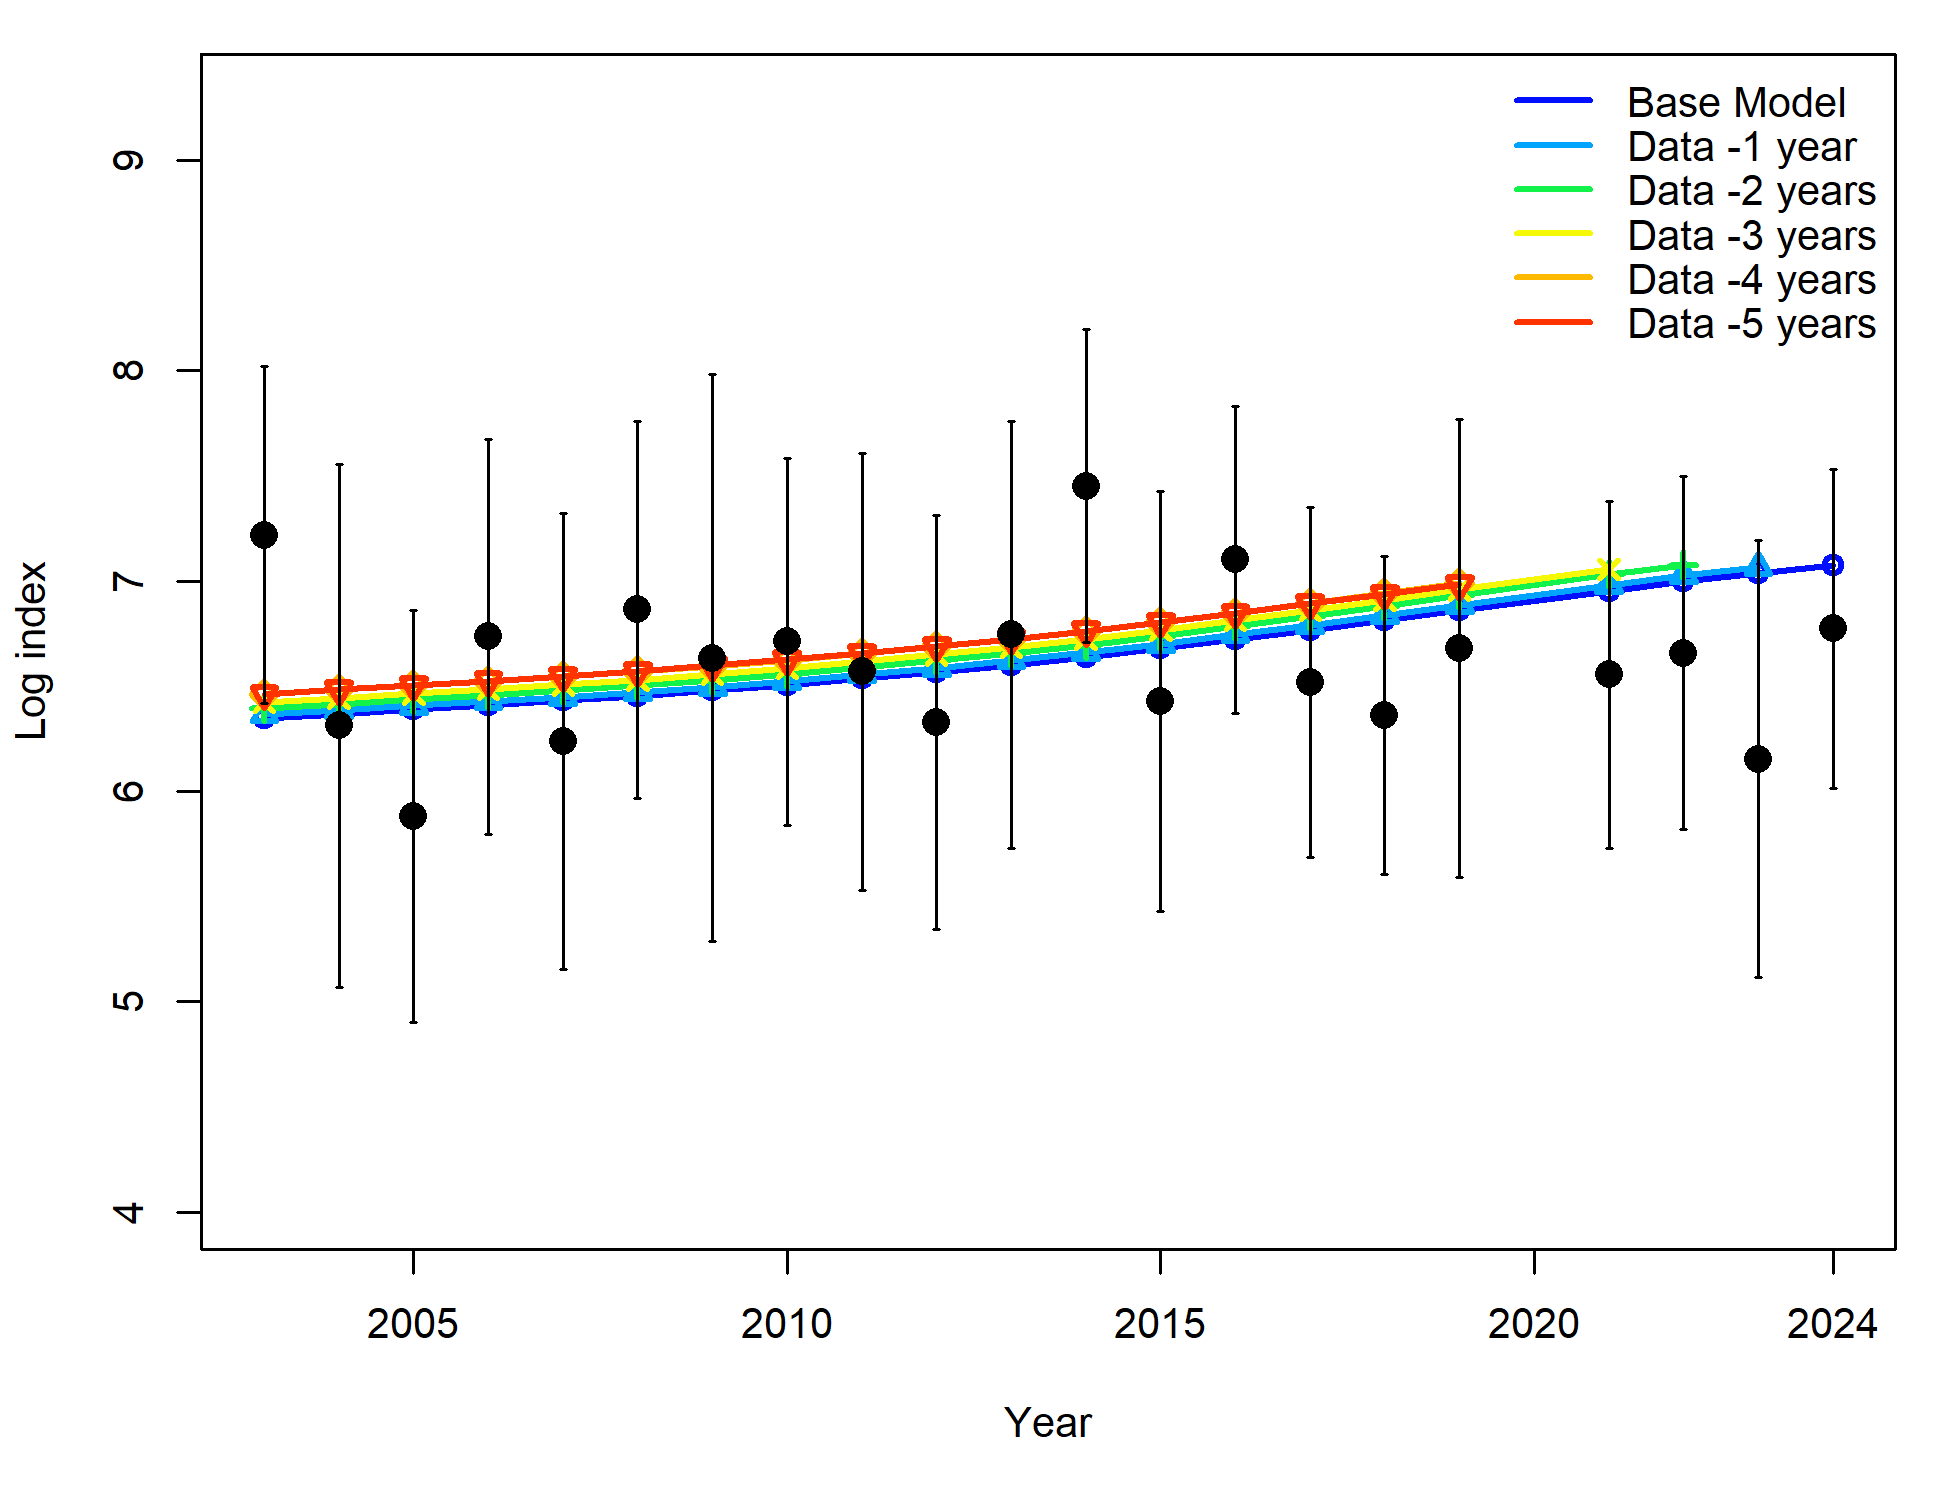 Base Model
Data -1 year
Data -2 years
Data -3 years
Data -4 years
Data -5 years
9
8
7
6
5
4
Log index
2005 2010 2015 2020 2024
Year